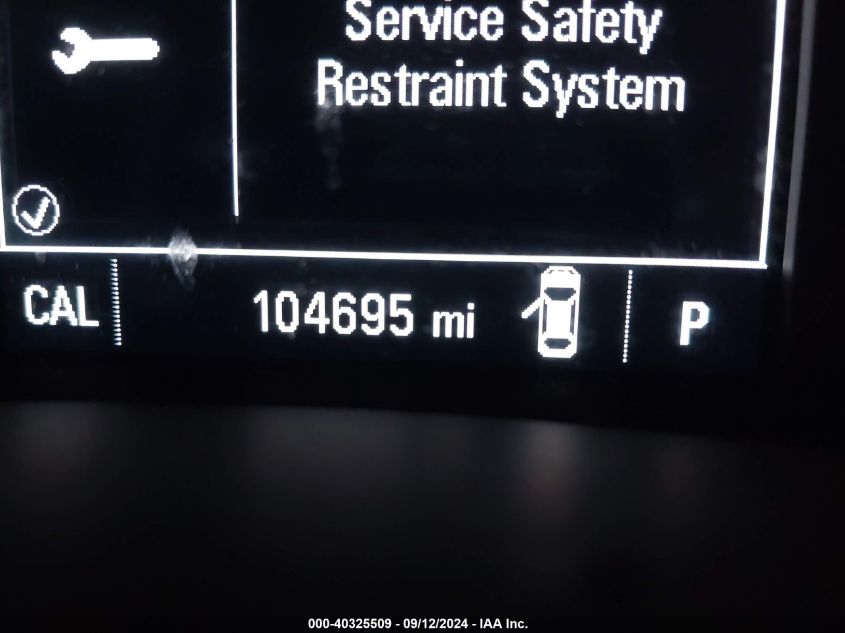 Service Safety
Restraint System
CAL 104695 mi P
000-40325509 - 09/12/2024 - IAA Inc.